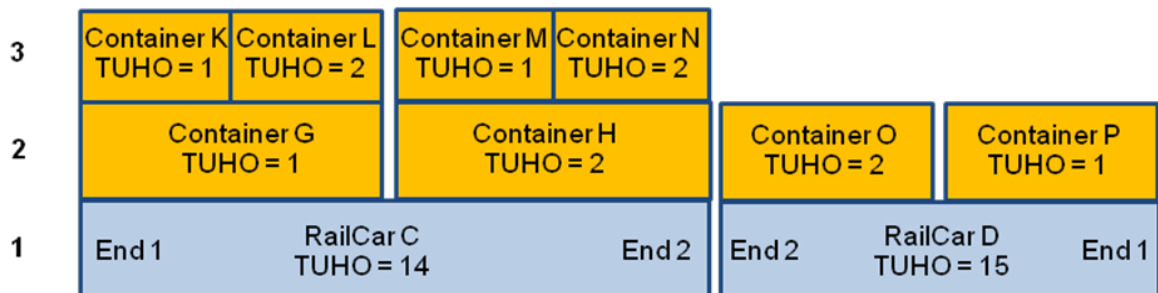 3
Container K
TUHO = 1
Container L
TUHO = 2
Container M
TUHO = 1
Container N
TUHO = 2
2
Container G
TUHO = 1
Container H
TUHO = 2
Container O
TUHO = 2
Container P
TUHO = 1
1
End 1
RailCar C
TUHO = 14
End 2
End 2
RailCar D
TUHO = 15
End 1